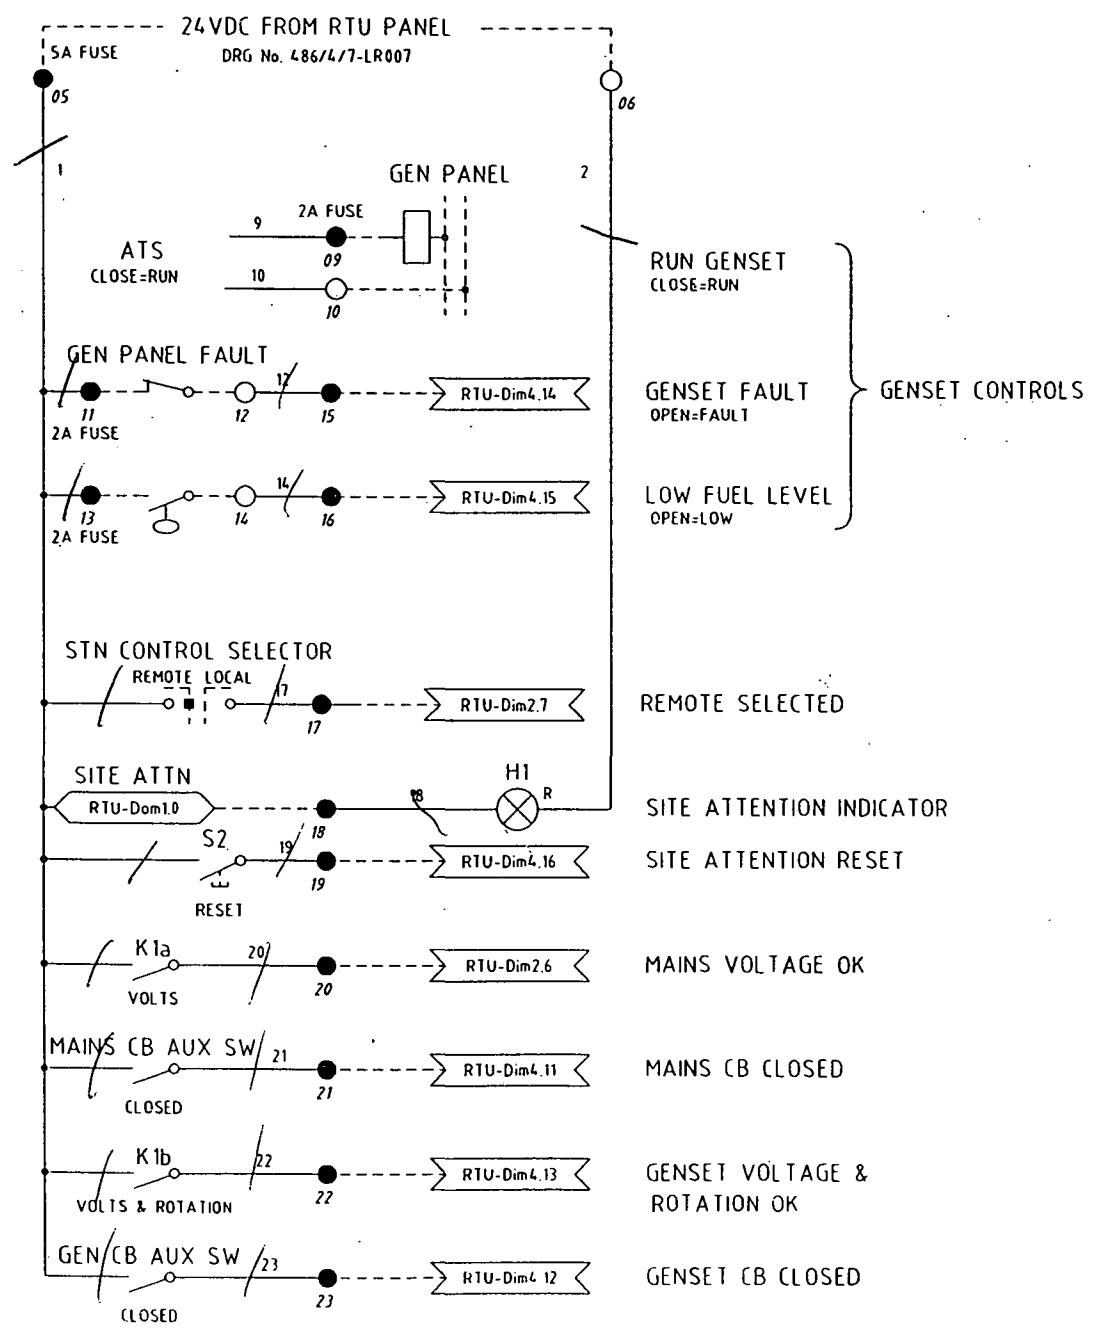 24VDC FROM RTU PANEL
5A FUSE
DRG No. 486/4/7-LR007
05
06
1
2
GEN PANEL
2A FUSE
9
09
ATS
CLOSE=RUN
10
10
RUN GENSET
CLOSE=RUN
GEN PANEL FAULT
12
RTU-Dim4.14
11
12
15
2A FUSE
GENSET FAULT
OPEN=FAULT
GENSET CONTROLS
14
RTU-Dim4.15
13
14
16
2A FUSE
LOW FUEL LEVEL
OPEN=LOW
STN CONTROL SELECTOR
REMOTE LOCAL
17
RTU-Dim2.7
17
REMOTE SELECTED
SITE ATTN
H1
RTU-Dom1.0
18
R
18
SITE ATTENTION INDICATOR
S2
19
RTU-Dim4.16
19
RESET
SITE ATTENTION RESET
K1a
20
RTU-Dim2.6
20
VOLTS
MAINS VOLTAGE OK
MAINS CB AUX SW
21
RTU-Dim4.11
21
CLOSED
MAINS CB CLOSED
K1b
22
RTU-Dim4.13
22
VOLTS & ROTATION
GENSET VOLTAGE &
ROTATION OK
GEN CB AUX SW
23
RTU-Dim4.12
23
CLOSED
GENSET CB CLOSED